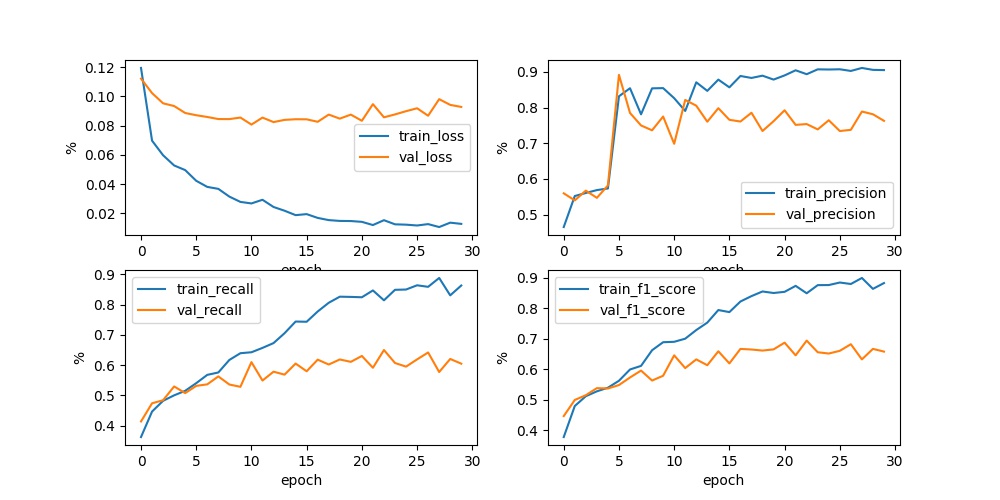 0.12
0.10
0.08
0.06
0.04
0.02
%
train_loss
val_loss
0 5 10 15 20 25 30
epoch
0.9
0.8
0.7
0.6
0.5
%
train_precision
val_precision
0 5 10 15 20 25 30
epoch
0.9
0.8
0.7
0.6
0.5
0.4
%
train_recall
val_recall
0 5 10 15 20 25 30
epoch
0.9
0.8
0.7
0.6
0.5
0.4
%
train_f1_score
val_f1_score
0 5 10 15 20 25 30
epoch